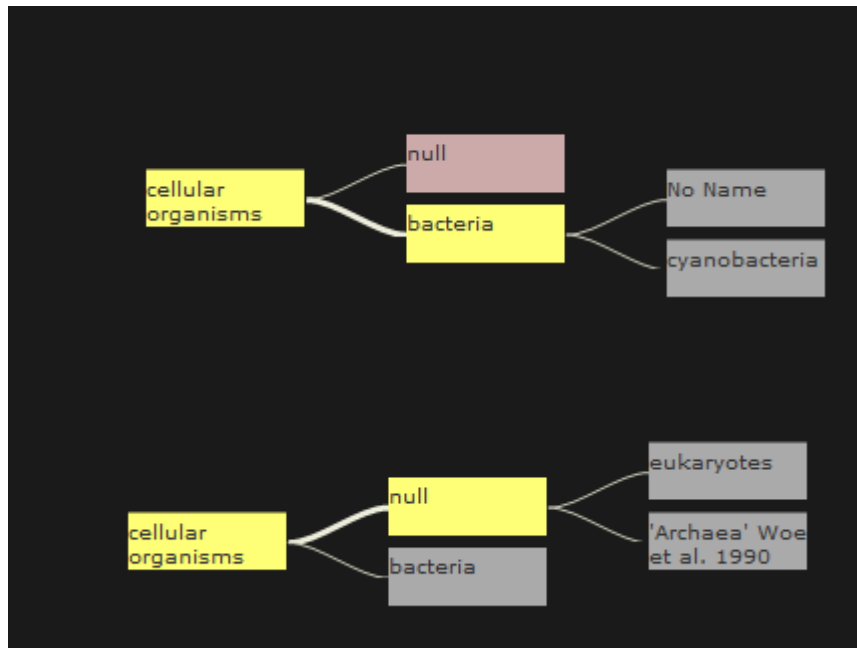 null
cellular
organisms
No Name
bacteria
cyanobacteria
eukaryotes
null
cellular
organisms
'Archaea' Woe
et al. 1990
bacteria